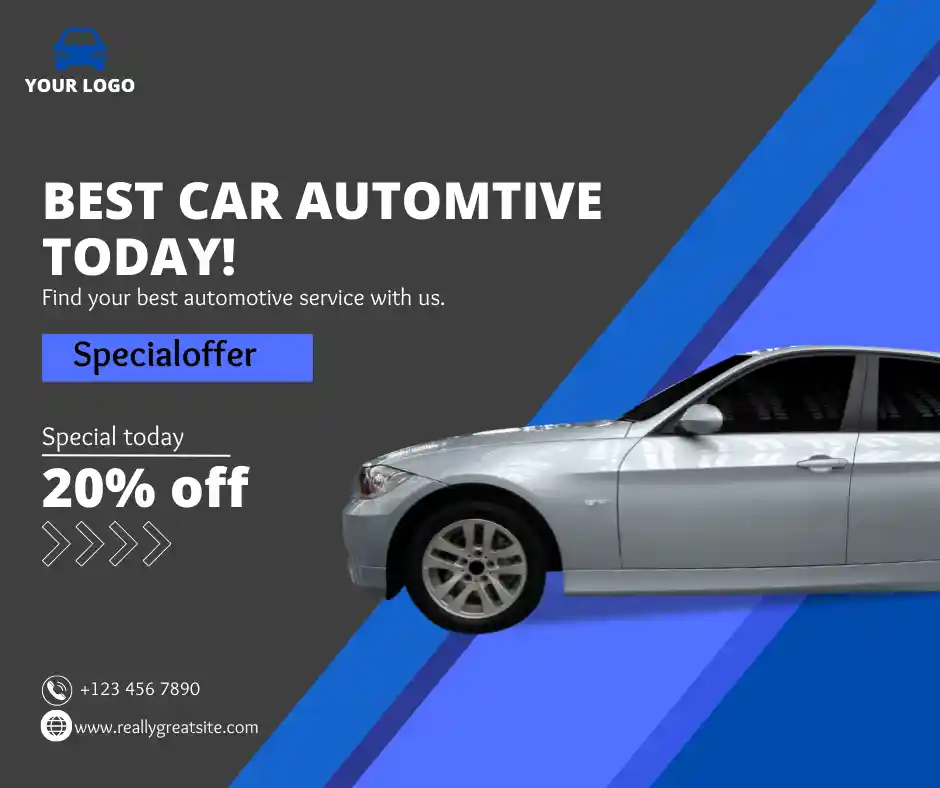 YOUR LOGO
BEST CAR AUTOMTIVE
TODAY!
Find your best automotive service with us.
Specialoffer
Special today
20% off
+123 456 7890
www.reallygreatsite.com